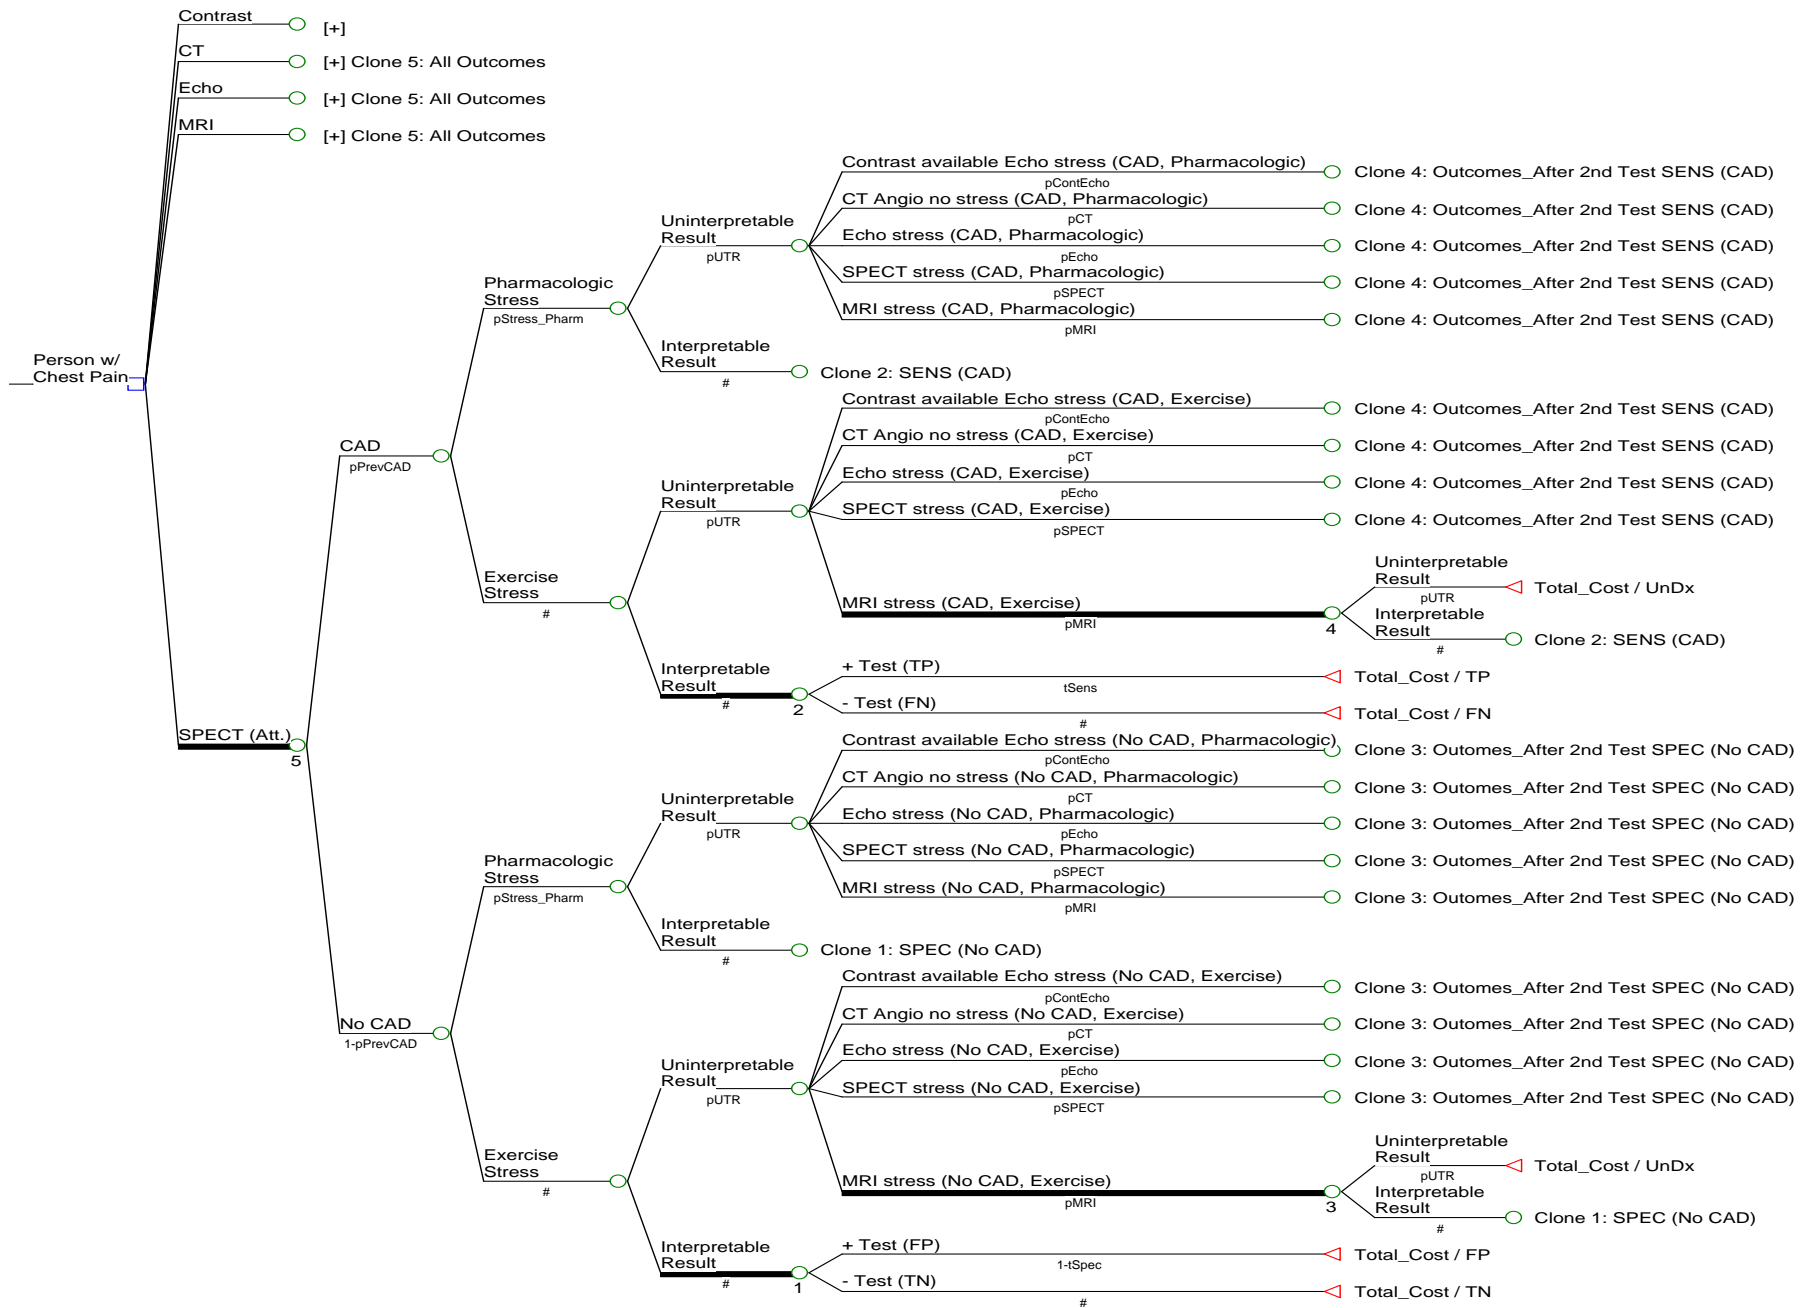 Contrast
[+]
CT
[+] Clone 5: All Outcomes
Echo
[+] Clone 5: All Outcomes
MRI
[+] Clone 5: All Outcomes
Person w/
Chest Pain
SPECT (Att.)
5
CAD
pPrevCAD
Pharmacologic
Stress
pStress_Pharm
Uninterpretable
Result
pUTR
Contrast available Echo stress (CAD, Pharmacologic)
pContEcho
Clone 4: Outcomes_After 2nd Test SENS (CAD)
CT Angio no stress (CAD, Pharmacologic)
pCT
Clone 4: Outcomes_After 2nd Test SENS (CAD)
Echo stress (CAD, Pharmacologic)
pEcho
Clone 4: Outcomes_After 2nd Test SENS (CAD)
SPECT stress (CAD, Pharmacologic)
pSPECT
Clone 4: Outcomes_After 2nd Test SENS (CAD)
MRI stress (CAD, Pharmacologic)
pMRI
Clone 4: Outcomes_After 2nd Test SENS (CAD)
Interpretable
Result
#
Clone 2: SENS (CAD)
Exercise
Stress
#
Uninterpretable
Result
pUTR
Contrast available Echo stress (CAD, Exercise)
pContEcho
Clone 4: Outcomes_After 2nd Test SENS (CAD)
CT Angio no stress (CAD, Exercise)
pCT
Clone 4: Outcomes_After 2nd Test SENS (CAD)
Echo stress (CAD, Exercise)
pEcho
Clone 4: Outcomes_After 2nd Test SENS (CAD)
SPECT stress (CAD, Exercise)
pSPECT
Clone 4: Outcomes_After 2nd Test SENS (CAD)
MRI stress (CAD, Exercise)
pMRI
4
Uninterpretable
Result
pUTR
Total_Cost / UnDx
Interpretable
Result
#
Clone 2: SENS (CAD)
Interpretable
Result
#
2
+ Test (TP)
tSens
Total_Cost / TP
- Test (FN)
#
Total_Cost / FN
No CAD
1-pPrevCAD
Pharmacologic
Stress
pStress_Pharm
Uninterpretable
Result
pUTR
Contrast available Echo stress (No CAD, Pharmacologic)
pContEcho
Clone 3: Outomes_After 2nd Test SPEC (No CAD)
CT Angio no stress (No CAD, Pharmacologic)
pCT
Clone 3: Outomes_After 2nd Test SPEC (No CAD)
Echo stress (No CAD, Pharmacologic)
pEcho
Clone 3: Outomes_After 2nd Test SPEC (No CAD)
SPECT stress (No CAD, Pharmacologic)
pSPECT
Clone 3: Outomes_After 2nd Test SPEC (No CAD)
MRI stress (No CAD, Pharmacologic)
pMRI
Clone 3: Outomes_After 2nd Test SPEC (No CAD)
Interpretable
Result
#
Clone 1: SPEC (No CAD)
Exercise
Stress
#
Uninterpretable
Result
pUTR
Contrast available Echo stress (No CAD, Exercise)
pContEcho
Clone 3: Outomes_After 2nd Test SPEC (No CAD)
CT Angio no stress (No CAD, Exercise)
pCT
Clone 3: Outomes_After 2nd Test SPEC (No CAD)
Echo stress (No CAD, Exercise)
pEcho
Clone 3: Outomes_After 2nd Test SPEC (No CAD)
SPECT stress (No CAD, Exercise)
pSPECT
Clone 3: Outomes_After 2nd Test SPEC (No CAD)
MRI stress (No CAD, Exercise)
pMRI
3
Uninterpretable
Result
pUTR
Total_Cost / UnDx
Interpretable
Result
#
Clone 1: SPEC (No CAD)
Interpretable
Result
#
1
+ Test (FP)
1-tSpec
Total_Cost / FP
- Test (TN)
#
Total_Cost / TN